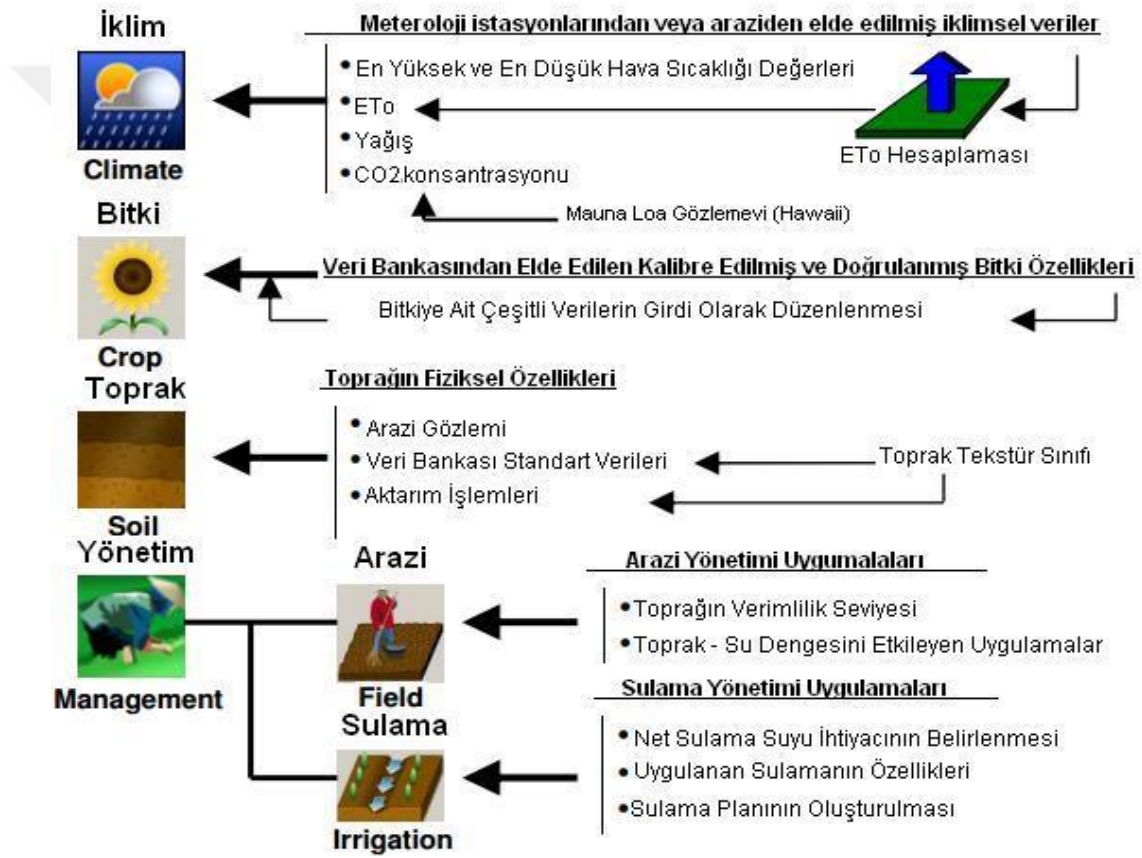 İklim
Meteroloji istasyonlarından veya araziden elde edilmiş iklimsel veriler
• En Yüksek ve En Düşük Hava Sıcaklığı Değerleri
• ETo
• Yağış
• CO2.konsantrasyonu
ETo Hesaplaması
Climate
Mauna Loa Gözlemevi (Hawaii)
Bitki
Veri Bankasından Elde Edilen Kalibre Edilmiş ve Doğrulanmış Bitki Özellikleri
Bitkiye Ait Çeşitli Verilerin Girdi Olarak Düzenlenmesi
Crop
Toprak
Toprağın Fiziksel Özellikleri
• Arazi Gözlemi
• Veri Bankası Standart Verileri
Toprak Tekstür Sınıfı
• Aktarım İşlemleri
Soil
Yönetim
Arazi
Arazi Yönetimi Uygumalaları
• Toprağın Verimlilik Seviyesi
• Toprak - Su Dengesini Etkileyen Uygulamalar
Management
Field
Sulama
Sulama Yönetimi Uygulamaları
• Net Sulama Suyu İhtiyacının Belirlenmesi
• Uygulanan Sulamanın Özellikleri
• Sulama Planının Oluşturulması
Irrigation